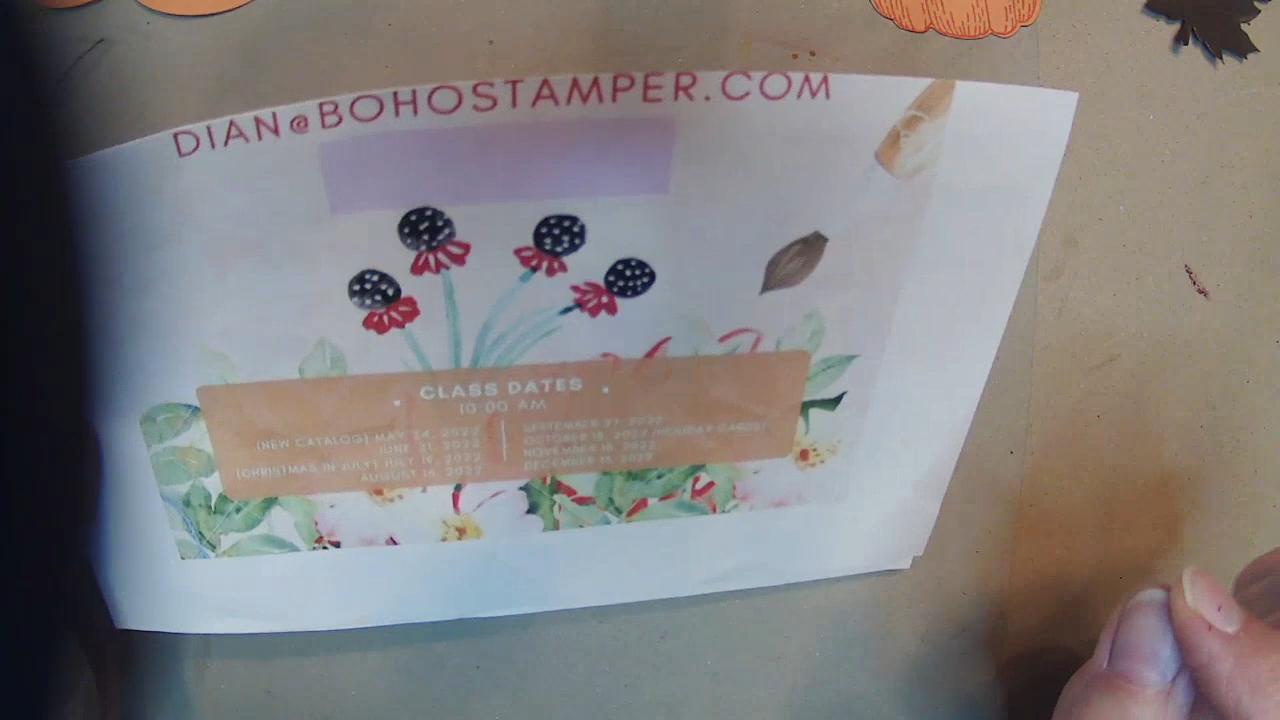 DIAN@BOHOSTAMPER.COM
CLASS DATES
10:00 AM
(NEW CATALOG) MAY 24, 2022
JUNE 21, 2022
(CHRISTMAS IN JULY) JULY 19, 2022
AUGUST 16, 2022
SEPTEMBER 27, 2022
OCTOBER 18, 2022 (HOLIDAY CARDS)
NOVEMBER 15, 2022
DECEMBER 13, 2022